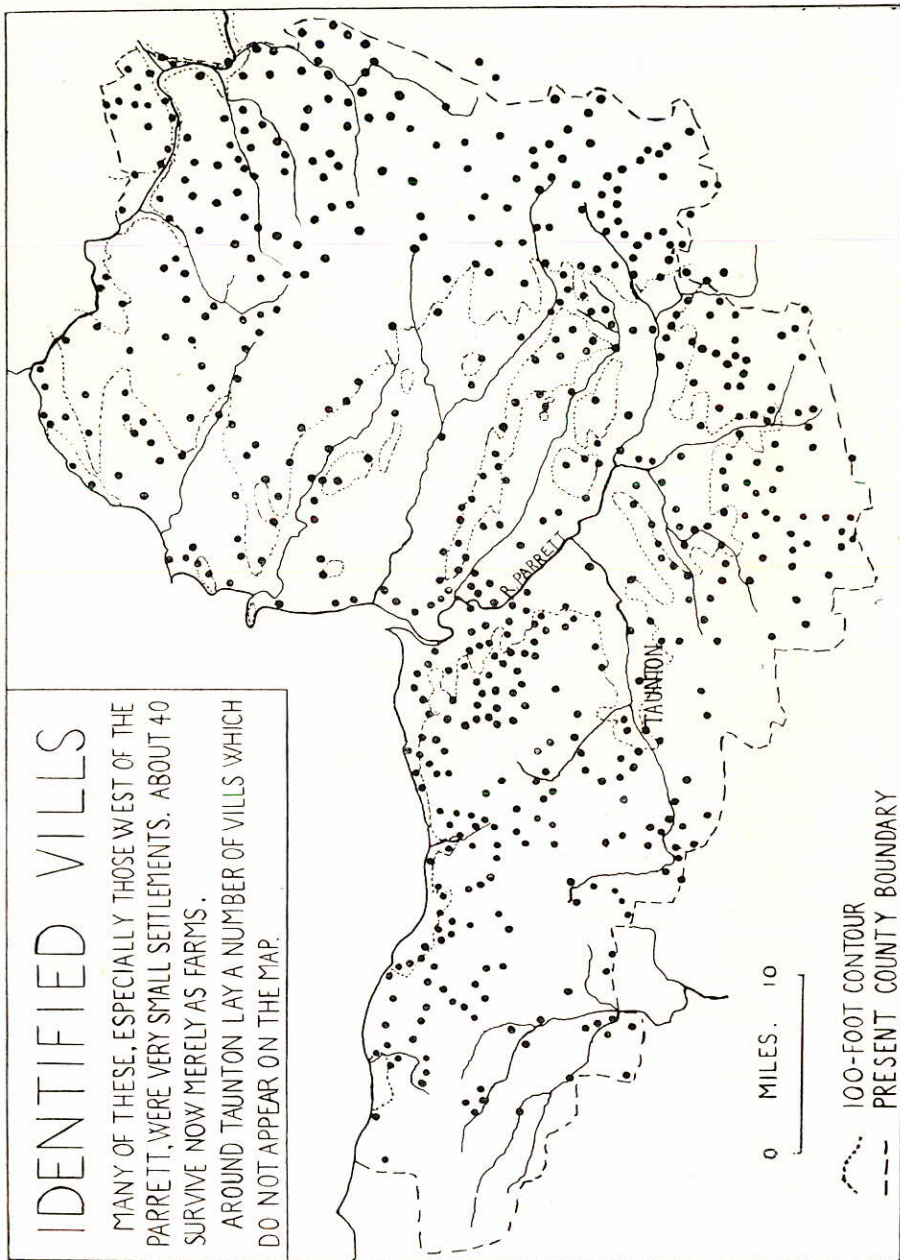 IDENTIFIED VILLS
MANY OF THESE, ESPECIALLY THOSE WEST OF THE
PARRETT, WERE VERY SMALL SETTLEMENTS. ABOUT 40
SURVIVE NOW MERELY AS FARMS.
AROUND TAUNTON LAY A NUMBER OF VILLS WHICH
DO NOT APPEAR ON THE MAP.
R. PARRETT
TAUNTON
0 MILES. 10
100-FOOT CONTOUR
PRESENT COUNTY BOUNDARY